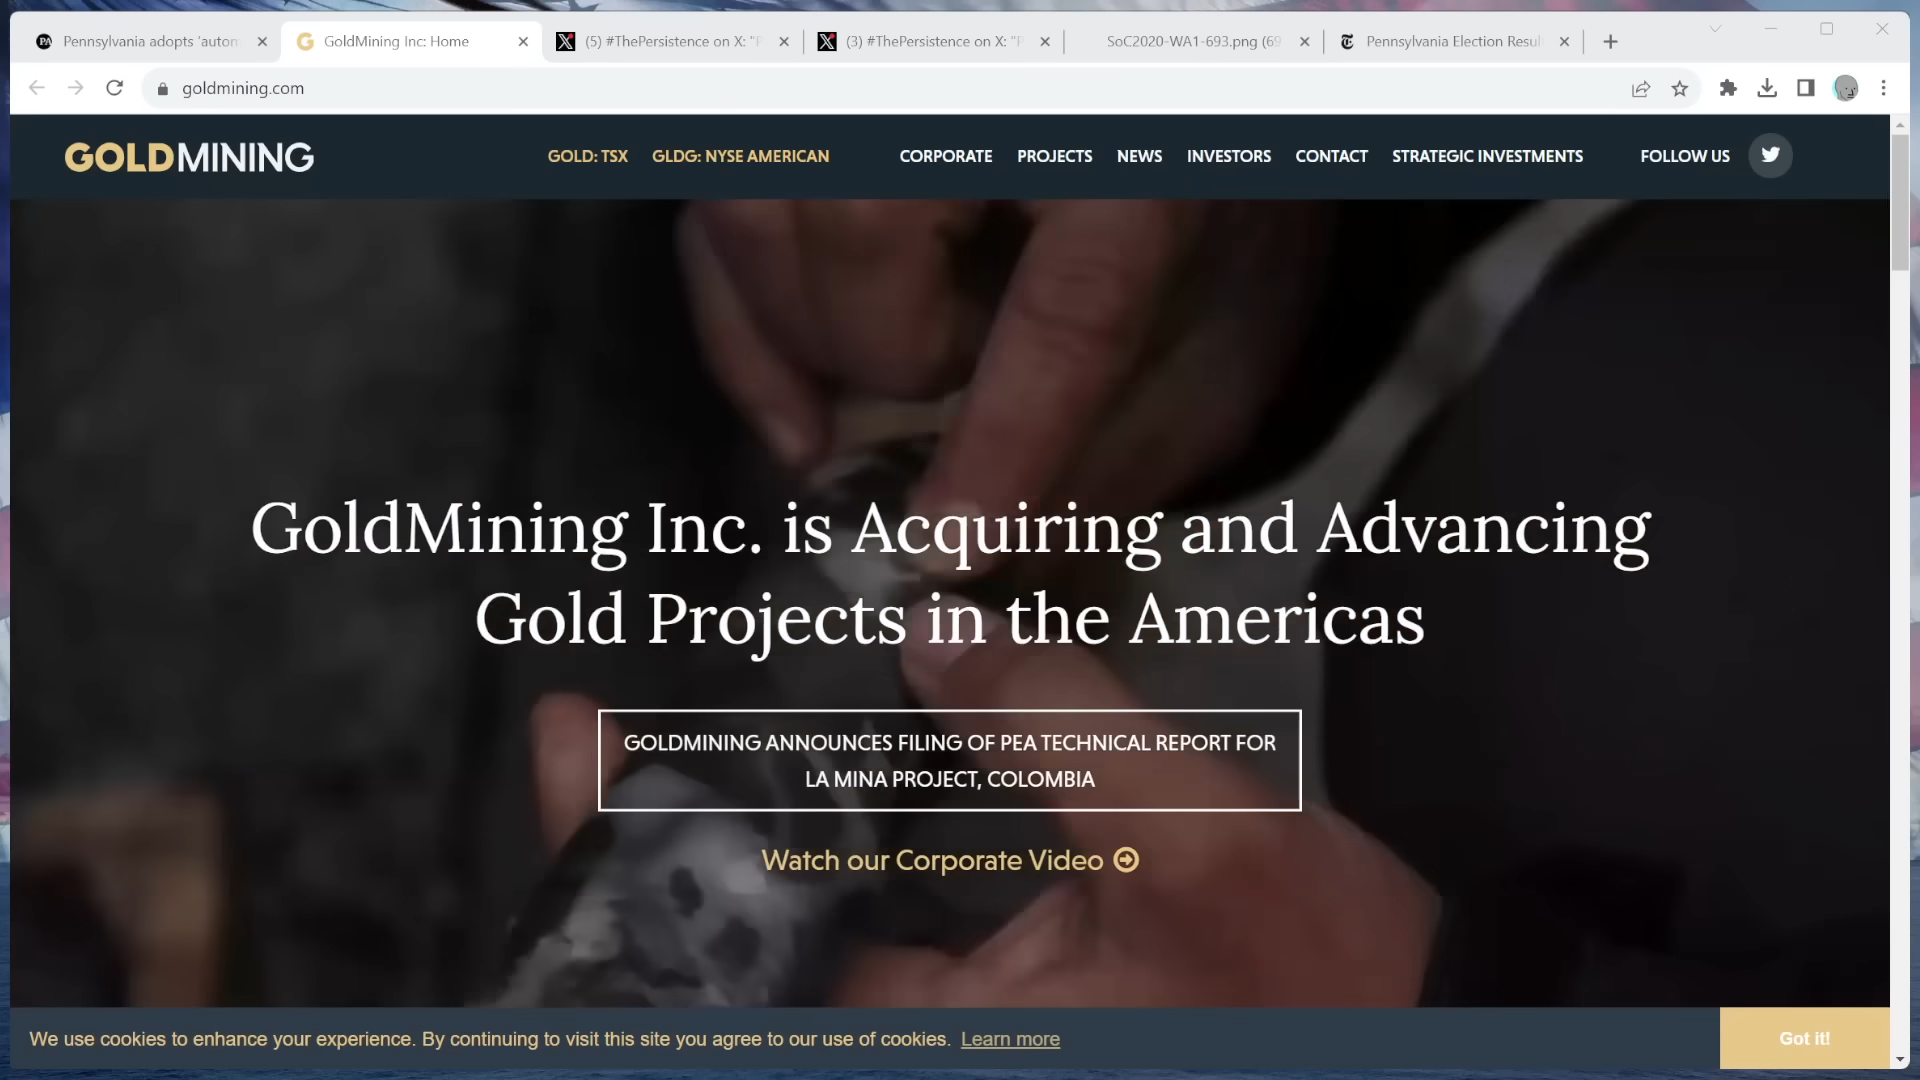 Pennsylvania adopts 'autom
GoldMining Inc: Home
(5) #ThePersistence on X: "P
(3) #ThePersistence on X: "P
SoC2020-WA1-693.png (69
Pennsylvania Election Resul
goldmining.com
GOLDMINING
GOLD: TSX
GLDG: NYSE AMERICAN
CORPORATE
PROJECTS
NEWS
INVESTORS
CONTACT
STRATEGIC INVESTMENTS
FOLLOW US
GoldMining Inc. is Acquiring and Advancing
Gold Projects in the Americas
GOLDMINING ANNOUNCES FILING OF PEA TECHNICAL REPORT FOR
LA MINA PROJECT, COLOMBIA
Watch our Corporate Video
We use cookies to enhance your experience. By continuing to visit this site you agree to our use of cookies. Learn more
Got it!